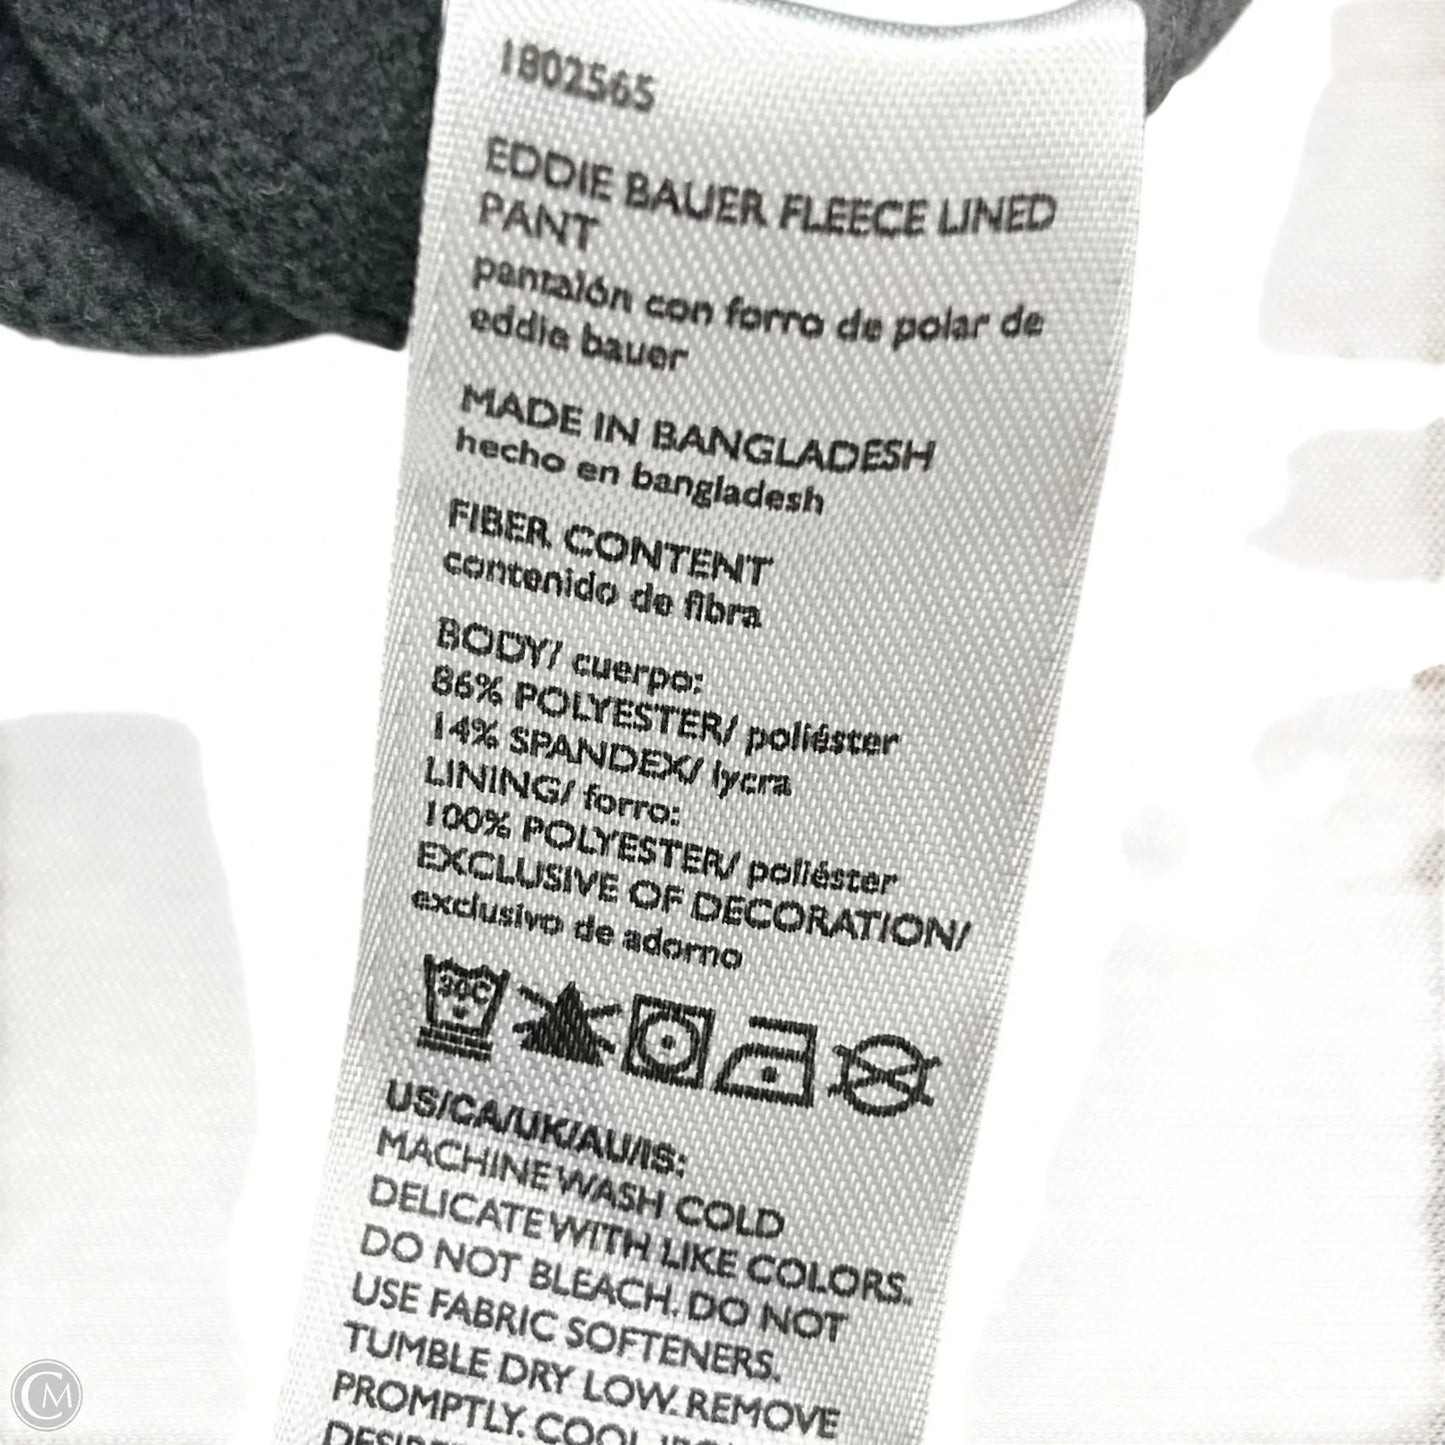 1802565
EDDIE BAUER FLEECE LINED
PANT
pantalón con forro de polar de
eddie bauer
MADE IN BANGLADESH
hecho en bangladesh
FIBER CONTENT
contenido de fibra
BODY/ cuerpo:
86% POLYESTER/ poliéster
14% SPANDEX/ lycra
LINING/ forro:
100% POLYESTER/ poliéster
EXCLUSIVE OF DECORATION/
exclusivo de adorno
30C
US/CA/UK/AU/IS:
MACHINE WASH COLD
DELICATE WITH LIKE COLORS.
DO NOT BLEACH. DO NOT
USE FABRIC SOFTENERS.
TUMBLE DRY LOW. REMOVE
PROMPTLY. COOL
CM